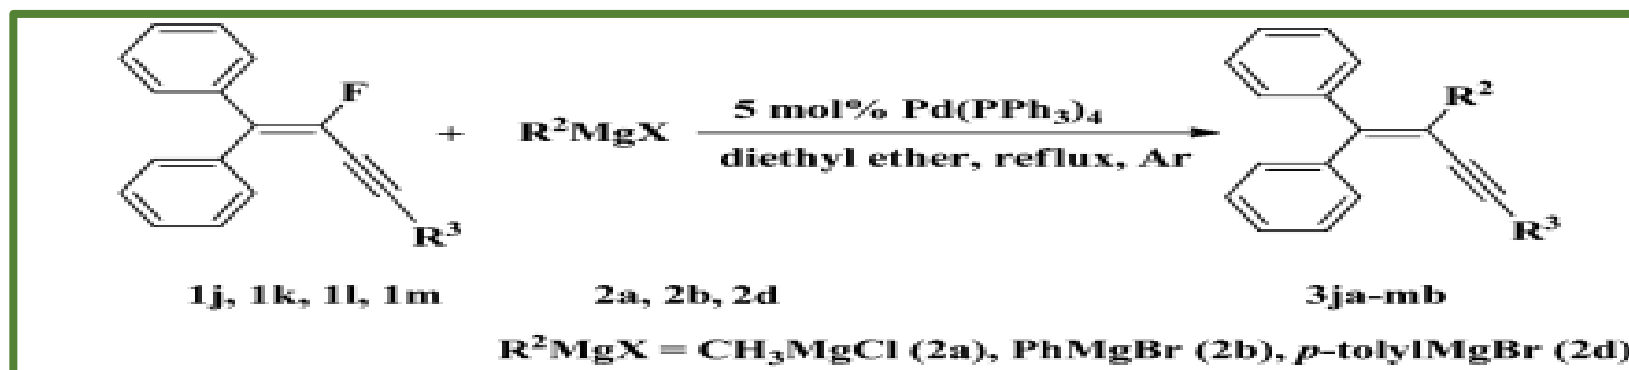 F
R²
5 mol% Pd(PPh₃)₄
+ R²MgX
diethyl ether, reflux, Ar
R³
R³
1j, 1k, 1l, 1m 2a, 2b, 2d 3ja-mb
R²MgX = CH₃MgCl (2a), PhMgBr (2b), p-tolylMgBr (2d)